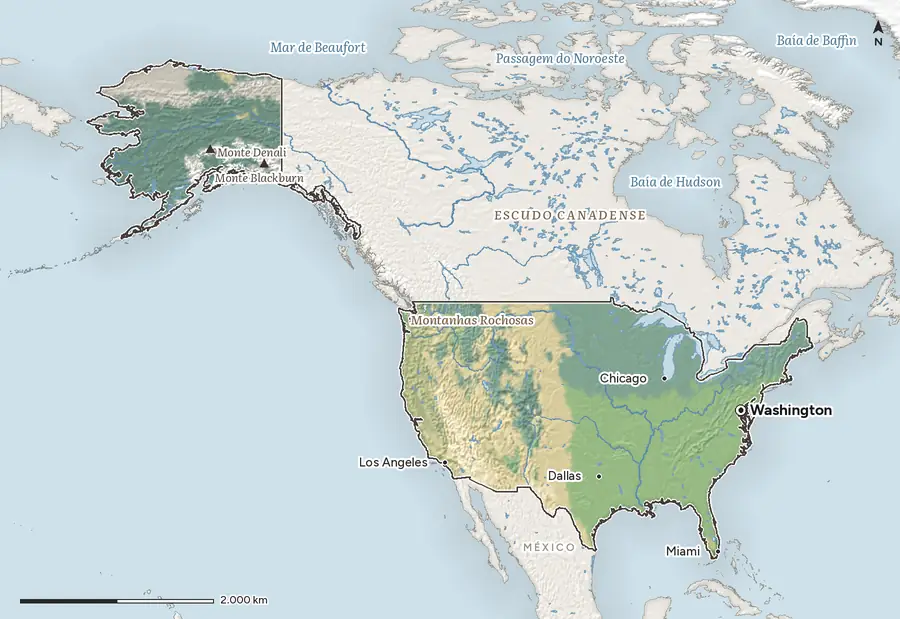 Mar de Beaufort
Baía de Baffin
N
Passagem do Noroeste
Monte Denali
Monte Blackburn
Baía de Hudson
ESCUDO CANADENSE
Montanhas Rochosas
Chicago
Washington
Los Angeles
Dallas
MÉXICO
Miami
2.000 km